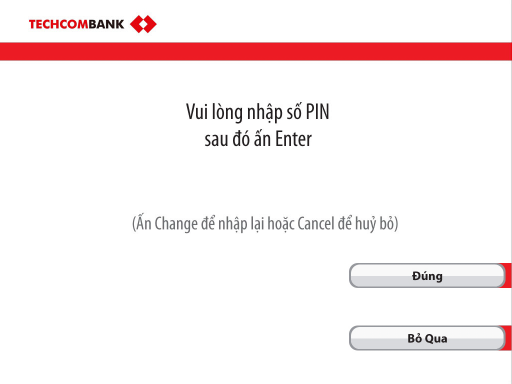 TECHCOMBANK
Vui lòng nhập số PIN
sau đó ấn Enter
(Ấn Change để nhập lại hoặc Cancel để huỷ bỏ)
Đúng
Bỏ Qua